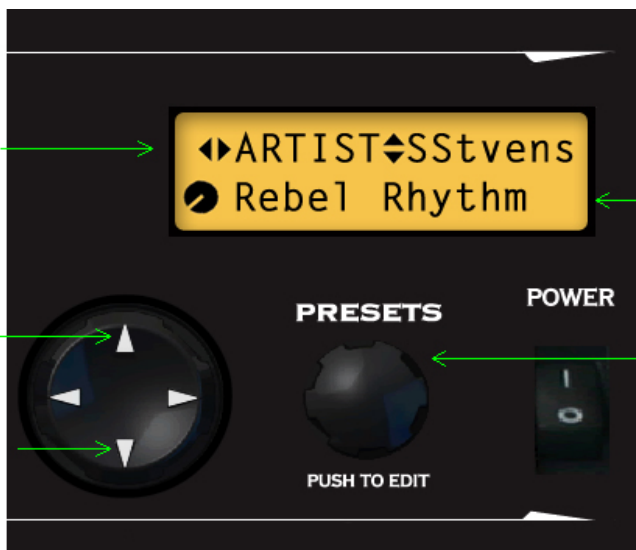 ARTIST SStvens
Rebel Rhythm
PRESETS
POWER
PUSH TO EDIT
I
O